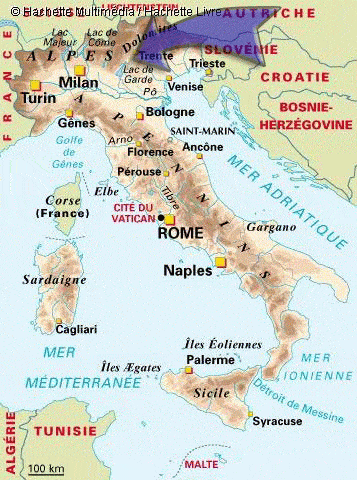 © Hachette Multimedia / Hachette Livre
LIECHTENSTEIN
AUTRICHE
Lac
Majeur
Lac de
Côme
Dolomites
SLOVÉNIE
FRANCE
ALPES
Trente
Trieste
Milan
Lac de
Garde
Venise
CROATIE
Turin
Pô
Gênes
Bologne
BOSNIE-
HERZÉGOVINE
APENNINS
SAINT-MARIN
Golfe
de
Gênes
Arno
Florence
Ancône
Pérouse
MER ADRIATIQUE
Corse
(France)
Elbe
Tibre
CITÉ DU
VATICAN
ROME
Gargano
Naples
Sardaigne
Cagliari
Îles Éoliennes
MER
MÉDITERRANÉE
Îles Ægates
Palerme
MER
IONIENNE
Sicile
Détroit de Messine
Syracuse
ALGÉRIE
TUNISIE
MALTE
100 km